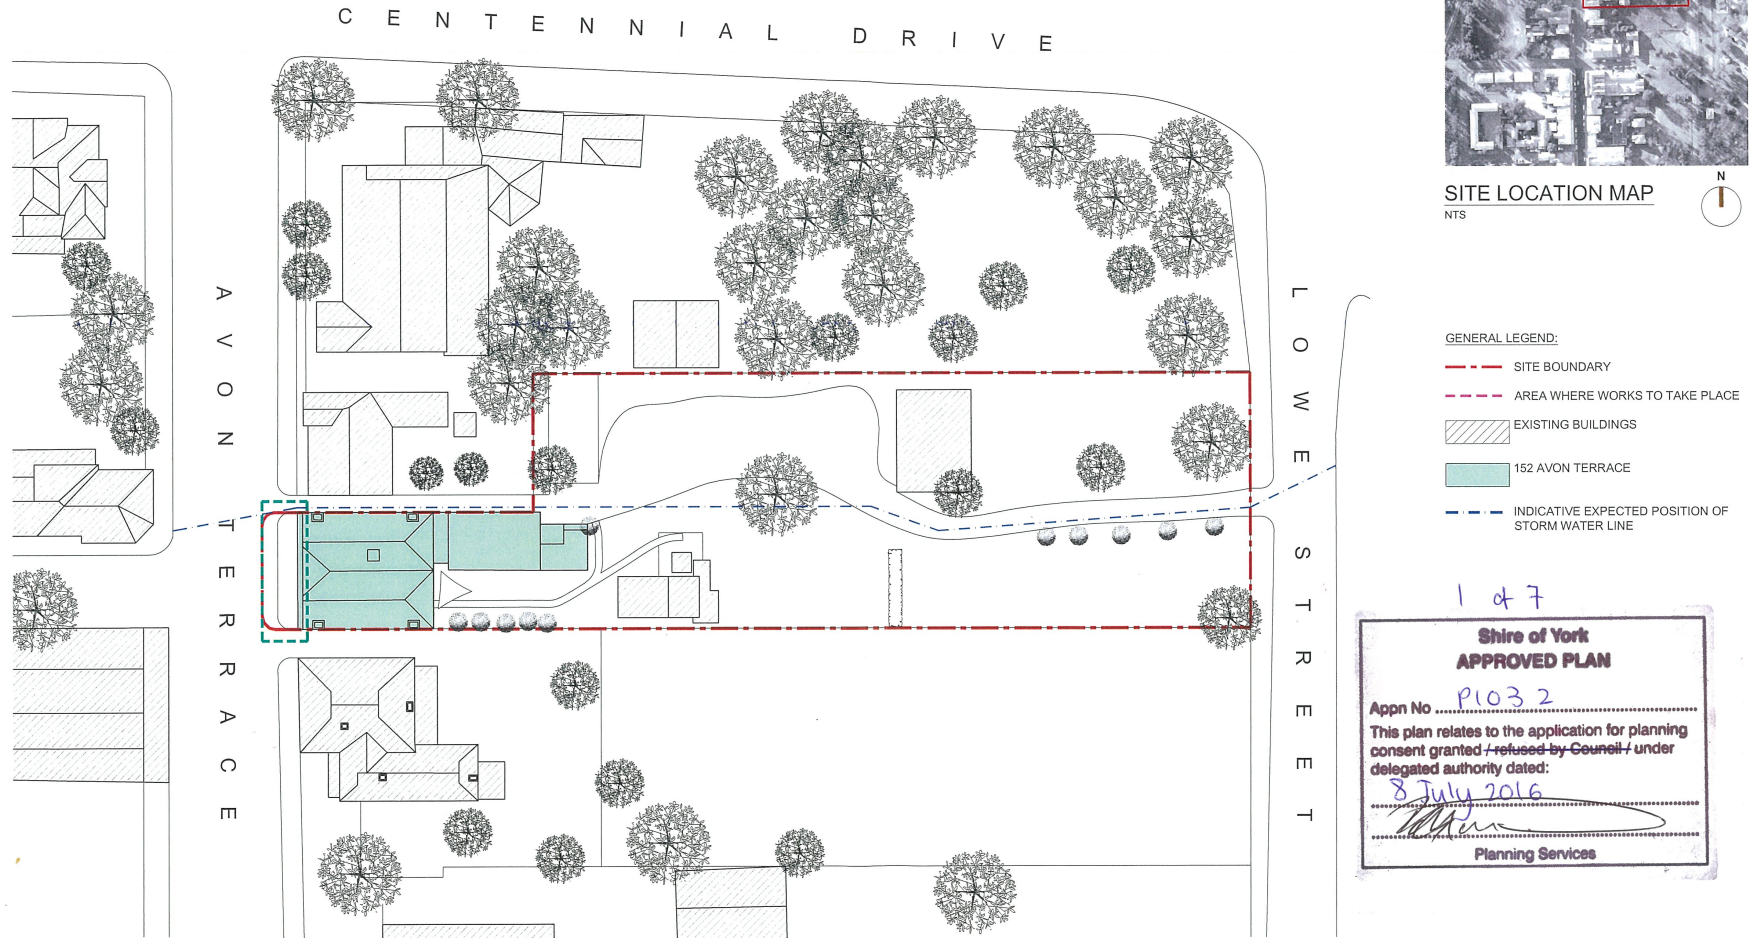 CENTENNIAL DRIVE
AVON TERRACE
LOWE STREET
N
SITE LOCATION MAP
NTS
GENERAL LEGEND:
SITE BOUNDARY
AREA WHERE WORKS TO TAKE PLACE
EXISTING BUILDINGS
152 AVON TERRACE
INDICATIVE EXPECTED POSITION OF
STORM WATER LINE
1 of 7
Shire of York
APPROVED PLAN
Appn No P1032
This plan relates to the application for planning
consent granted / refused by Council / under
delegated authority dated:
8 July 2016
Planning Services